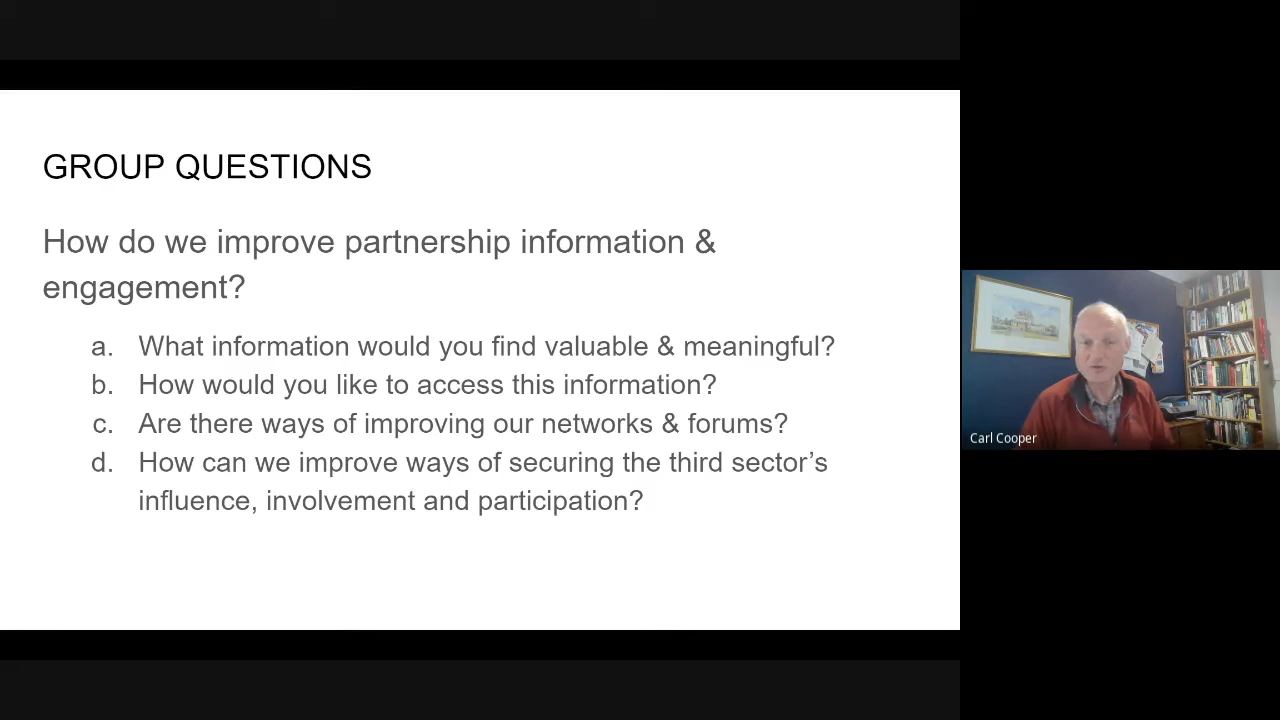 GROUP QUESTIONS
How do we improve partnership information &
engagement?
a. What information would you find valuable & meaningful?
b. How would you like to access this information?
c. Are there ways of improving our networks & forums?
d. How can we improve ways of securing the third sector’s
influence, involvement and participation?
Carl Cooper